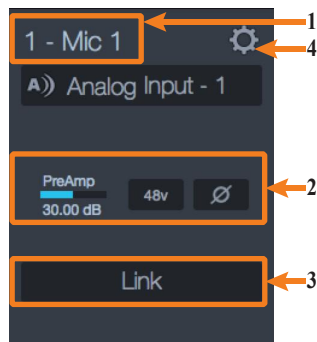 1 - Mic 1
1
4
A)) Analog Input - 1
PreAmp
30.00 dB
48v
Ø
2
Link
3